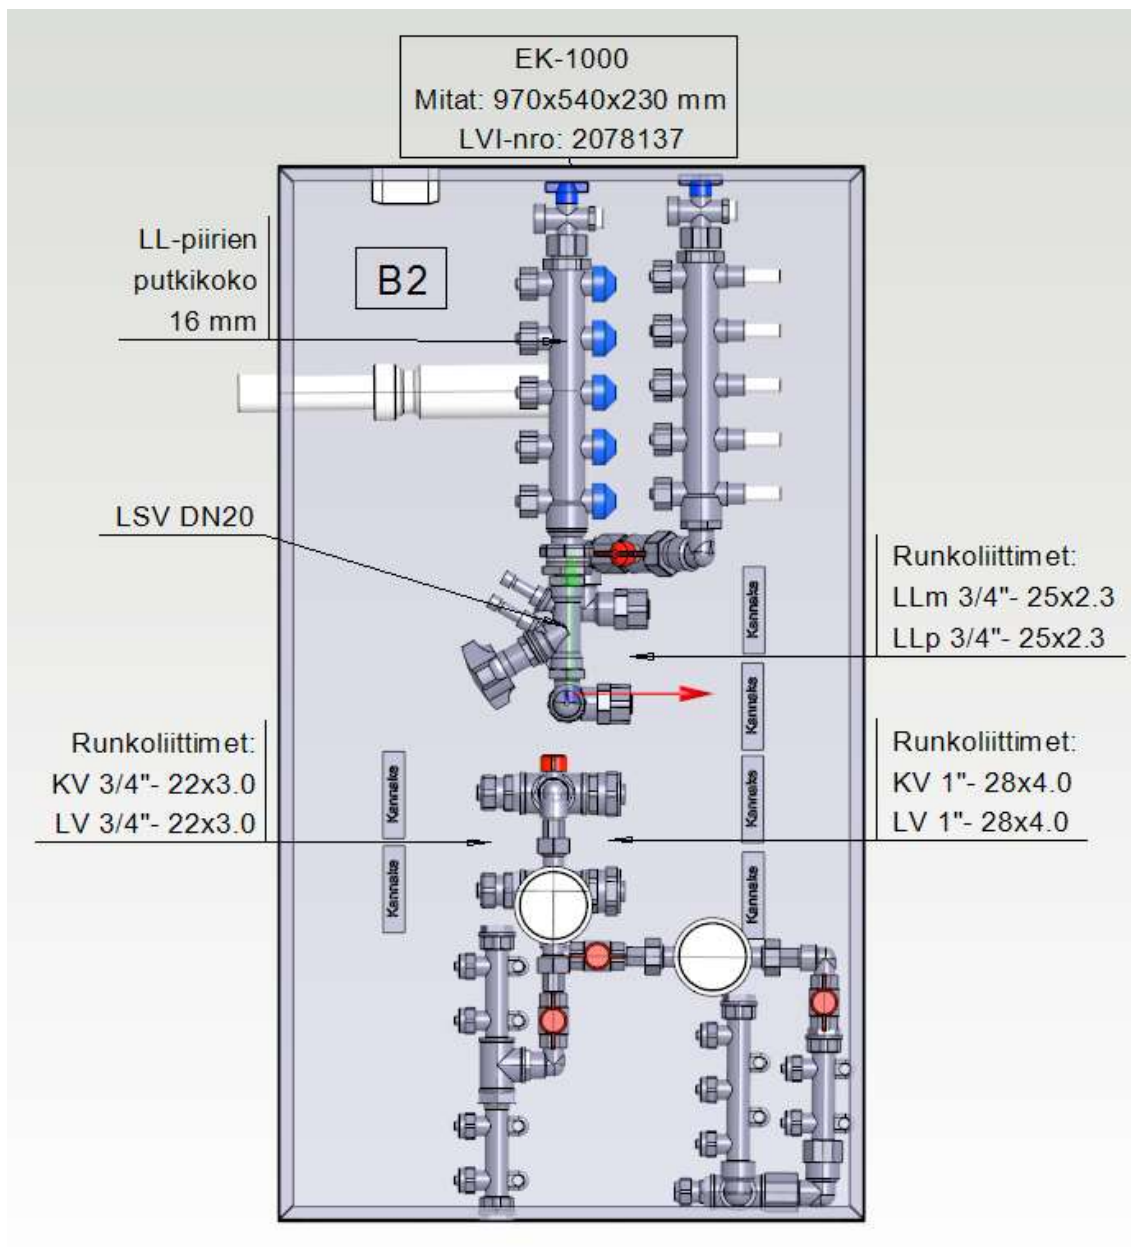 EK-1000
Mitat: 970x540x230 mm
LVI-nro: 2078137
LL-piirien
putkikoko
16 mm
B2
LSV DN20
Runkoliittimet:
LLm 3/4"- 25x2.3
LLp 3/4"- 25x2.3
Kannake
Kannake
Runkoliittimet:
KV 3/4"- 22x3.0
LV 3/4"- 22x3.0
Kannake
Kannake
Runkoliittimet:
KV 1"- 28x4.0
LV 1"- 28x4.0
Kannake
Kannake